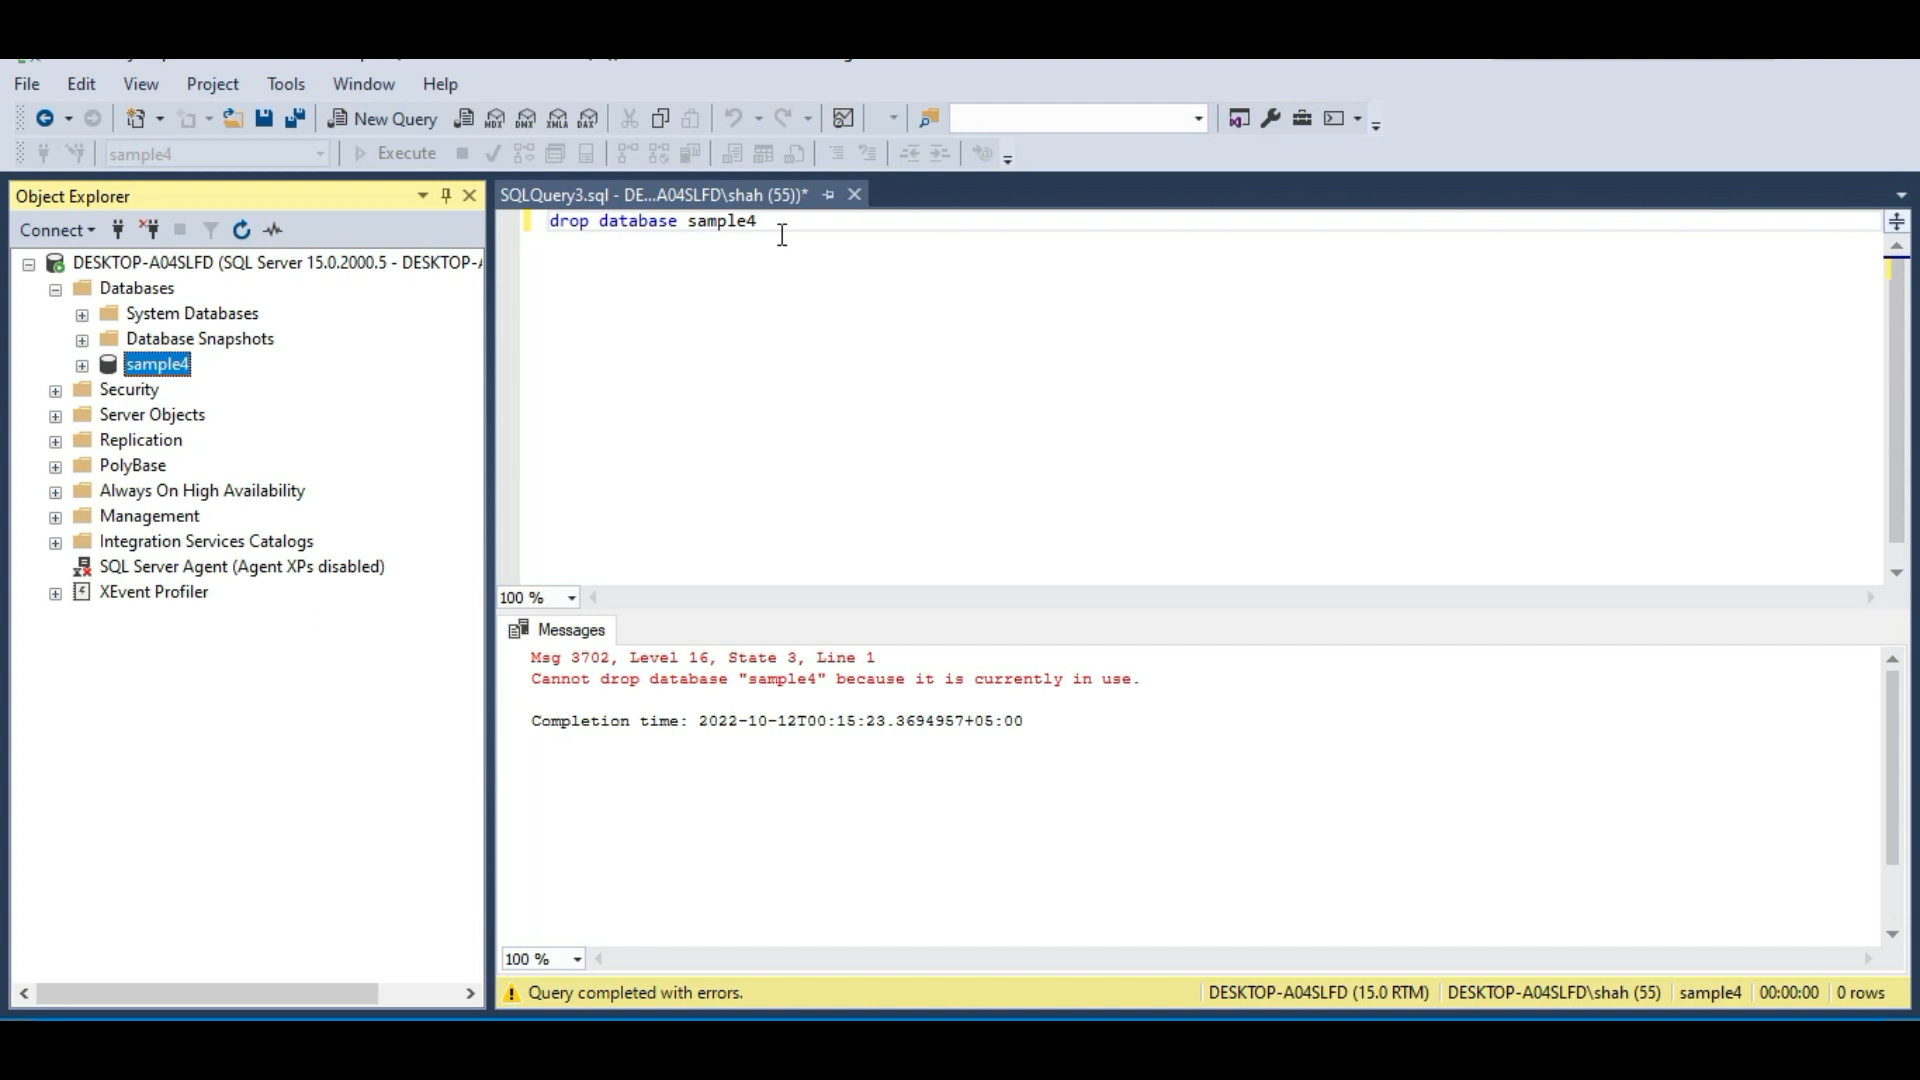 File Edit View Project Tools Window Help
New Query MDX DMX XMLA DAX
sample4 Execute
Object Explorer
Connect
DESKTOP-A04SLFD (SQL Server 15.0.2000.5 - DESKTOP-
Databases
System Databases
Database Snapshots
sample4
Security
Server Objects
Replication
PolyBase
Always On High Availability
Management
Integration Services Catalogs
SQL Server Agent (Agent XPs disabled)
XEvent Profiler
SQLQuery3.sql - DE...A04SLFD\shah (55))*
drop database sample4
100 %
Messages
Msg 3702, Level 16, State 3, Line 1
Cannot drop database "sample4" because it is currently in use.
Completion time: 2022-10-12T00:15:23.3694957+05:00
100 %
Query completed with errors. DESKTOP-A04SLFD (15.0 RTM) DESKTOP-A04SLFD\shah (55) sample4 00:00:00 0 rows